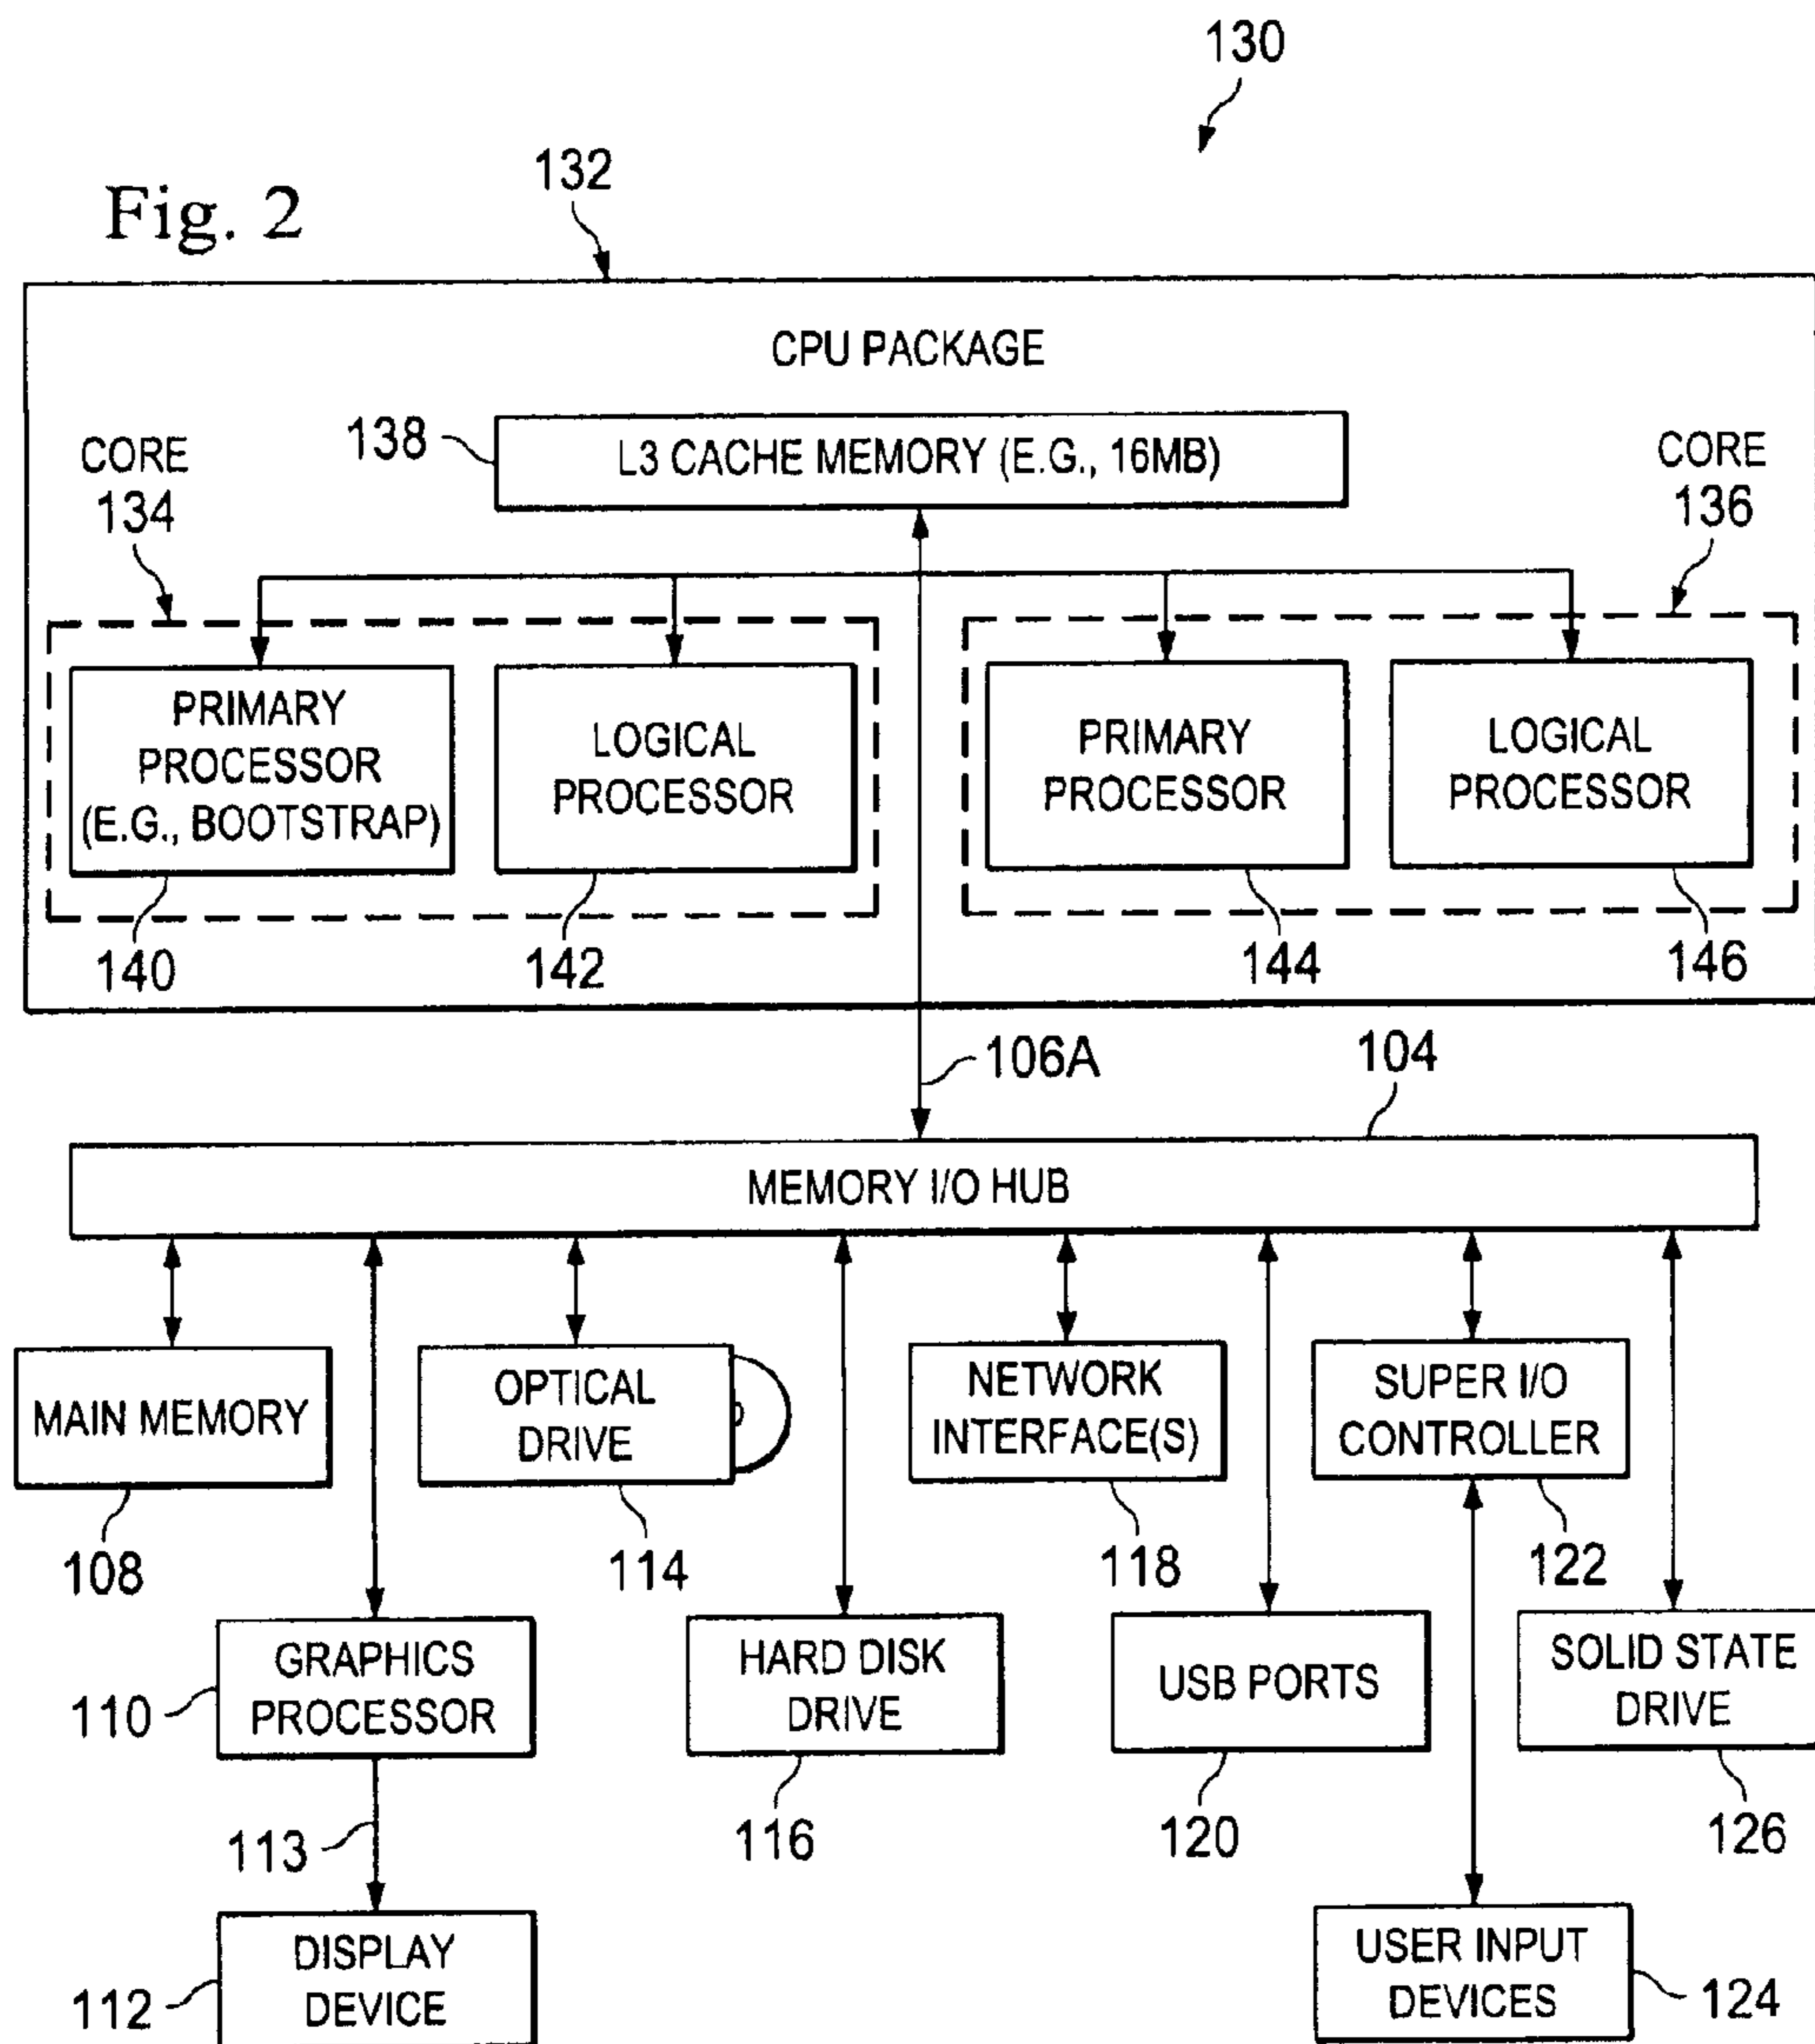 130
132
Fig. 2
CPU PACKAGE
138
L3 CACHE MEMORY (E.G., 16MB)
CORE
134
CORE
136
PRIMARY
PROCESSOR
(E.G., BOOTSTRAP)
LOGICAL
PROCESSOR
PRIMARY
PROCESSOR
LOGICAL
PROCESSOR
140
142
144
146
106A
104
MEMORY I/O HUB
MAIN MEMORY
OPTICAL
DRIVE
NETWORK
INTERFACE(S)
SUPER I/O
CONTROLLER
108
114
118
122
GRAPHICS
PROCESSOR
110
HARD DISK
DRIVE
USB PORTS
SOLID STATE
DRIVE
113
116
120
126
DISPLAY
DEVICE
112
USER INPUT
DEVICES
124